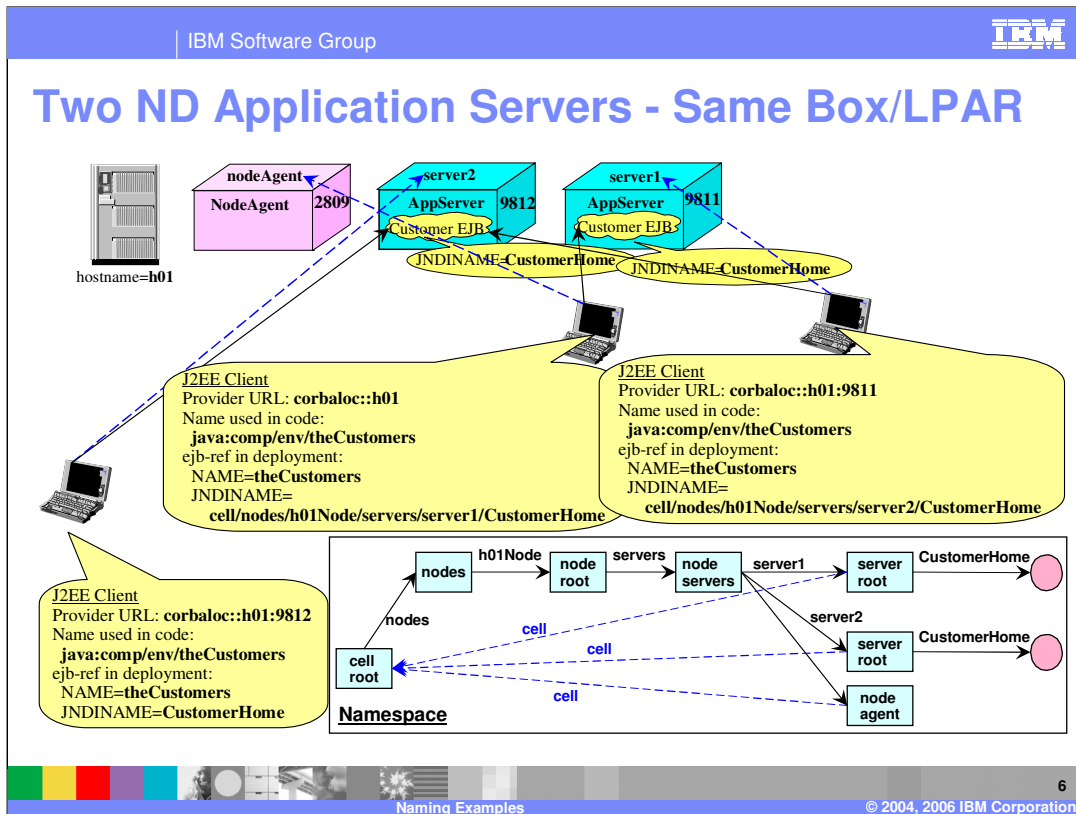 IBM Software Group
IBM
Two ND Application Servers - Same Box/LPAR
nodeAgent
NodeAgent
2809
server2
AppServer
9812
Customer EJB
server1
AppServer
9811
Customer EJB
hostname=h01
JNDINAME=CustomerHome
JNDINAME=CustomerHome
J2EE Client
Provider URL: corbaloc::h01
Name used in code:
java:comp/env/theCustomers
ejb-ref in deployment:
NAME=theCustomers
JNDINAME=
cell/nodes/h01Node/servers/server1/CustomerHome
J2EE Client
Provider URL: corbaloc::h01:9811
Name used in code:
java:comp/env/theCustomers
ejb-ref in deployment:
NAME=theCustomers
JNDINAME=
cell/nodes/h01Node/servers/server2/CustomerHome
J2EE Client
Provider URL: corbaloc::h01:9812
Name used in code:
java:comp/env/theCustomers
ejb-ref in deployment:
NAME=theCustomers
JNDINAME=CustomerHome
nodes
h01Node
node
root
servers
node
servers
server1
server
root
CustomerHome
nodes
cell
server2
cell
root
cell
server
root
CustomerHome
cell
node
agent
Namespace
6
Naming Examples
© 2004, 2006 IBM Corporation